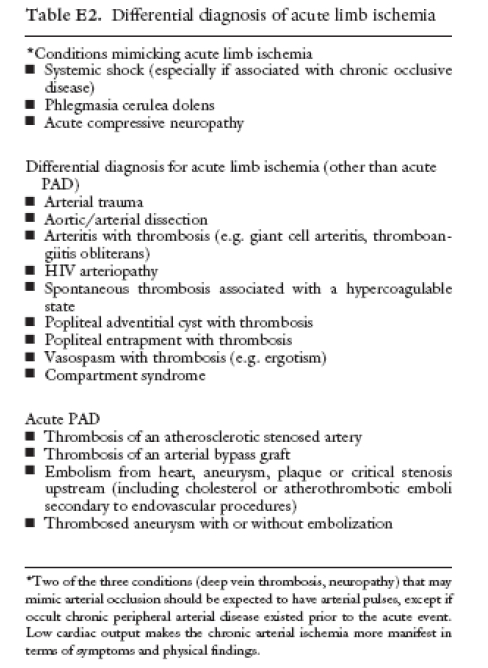 Table E2. Differential diagnosis of acute limb ischemia
*Conditions mimicking acute limb ischemia
■ Systemic shock (especially if associated with chronic occlusive
disease)
■ Phlegmasia cerulea dolens
■ Acute compressive neuropathy
Differential diagnosis for acute limb ischemia (other than acute
PAD)
■ Arterial trauma
■ Aortic/arterial dissection
■ Arteritis with thrombosis (e.g. giant cell arteritis, thromboan-
giitis obliterans)
■ HIV arteriopathy
■ Spontaneous thrombosis associated with a hypercoagulable
state
■ Popliteal adventitial cyst with thrombosis
■ Popliteal entrapment with thrombosis
■ Vasospasm with thrombosis (e.g. ergotism)
■ Compartment syndrome
Acute PAD
■ Thrombosis of an atherosclerotic stenosed artery
■ Thrombosis of an arterial bypass graft
■ Embolism from heart, aneurysm, plaque or critical stenosis
upstream (including cholesterol or atherothrombotic emboli
secondary to endovascular procedures)
■ Thrombosed aneurysm with or without embolization
*Two of the three conditions (deep vein thrombosis, neuropathy) that may
mimic arterial occlusion should be expected to have arterial pulses, except if
occult chronic peripheral arterial disease existed prior to the acute event.
Low cardiac output makes the chronic arterial ischemia more manifest in
terms of symptoms and physical findings.